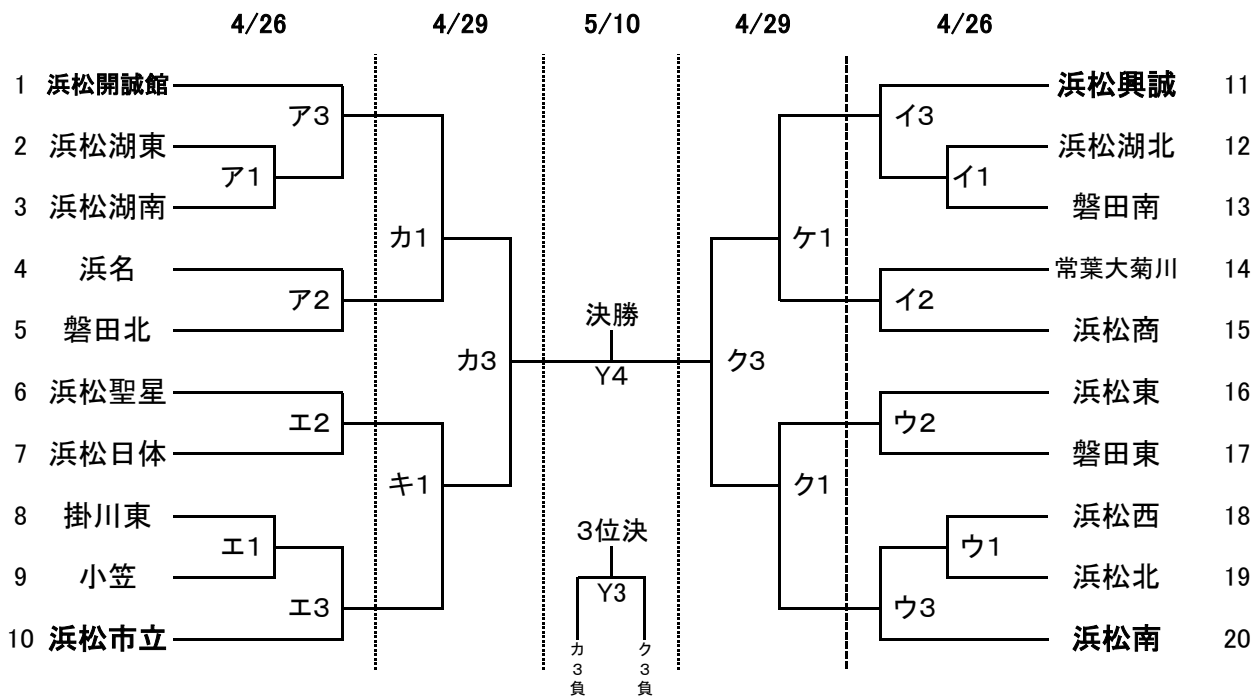 4/26 4/29 5/10 4/29 4/26
1 浜松開誠館 浜松興誠 11
ア3 イ3
2 浜松湖東 浜松湖北 12
ア1 イ1
3 浜松湖南 磐田南 13
カ1 ケ1
4 浜名 常葉大菊川 14
ア2 イ2
決勝
5 磐田北 浜松商 15
カ3 ク3
Y4
6 浜松聖星 浜松東 16
エ2 ウ2
7 浜松日体 磐田東 17
キ1 ク1
8 掛川東 浜松西 18
3位決
エ1 ウ1
9 小笠 浜松北 19
Y3
エ3 ウ3
10 浜松市立 浜松南 20
カ3負 ク3負